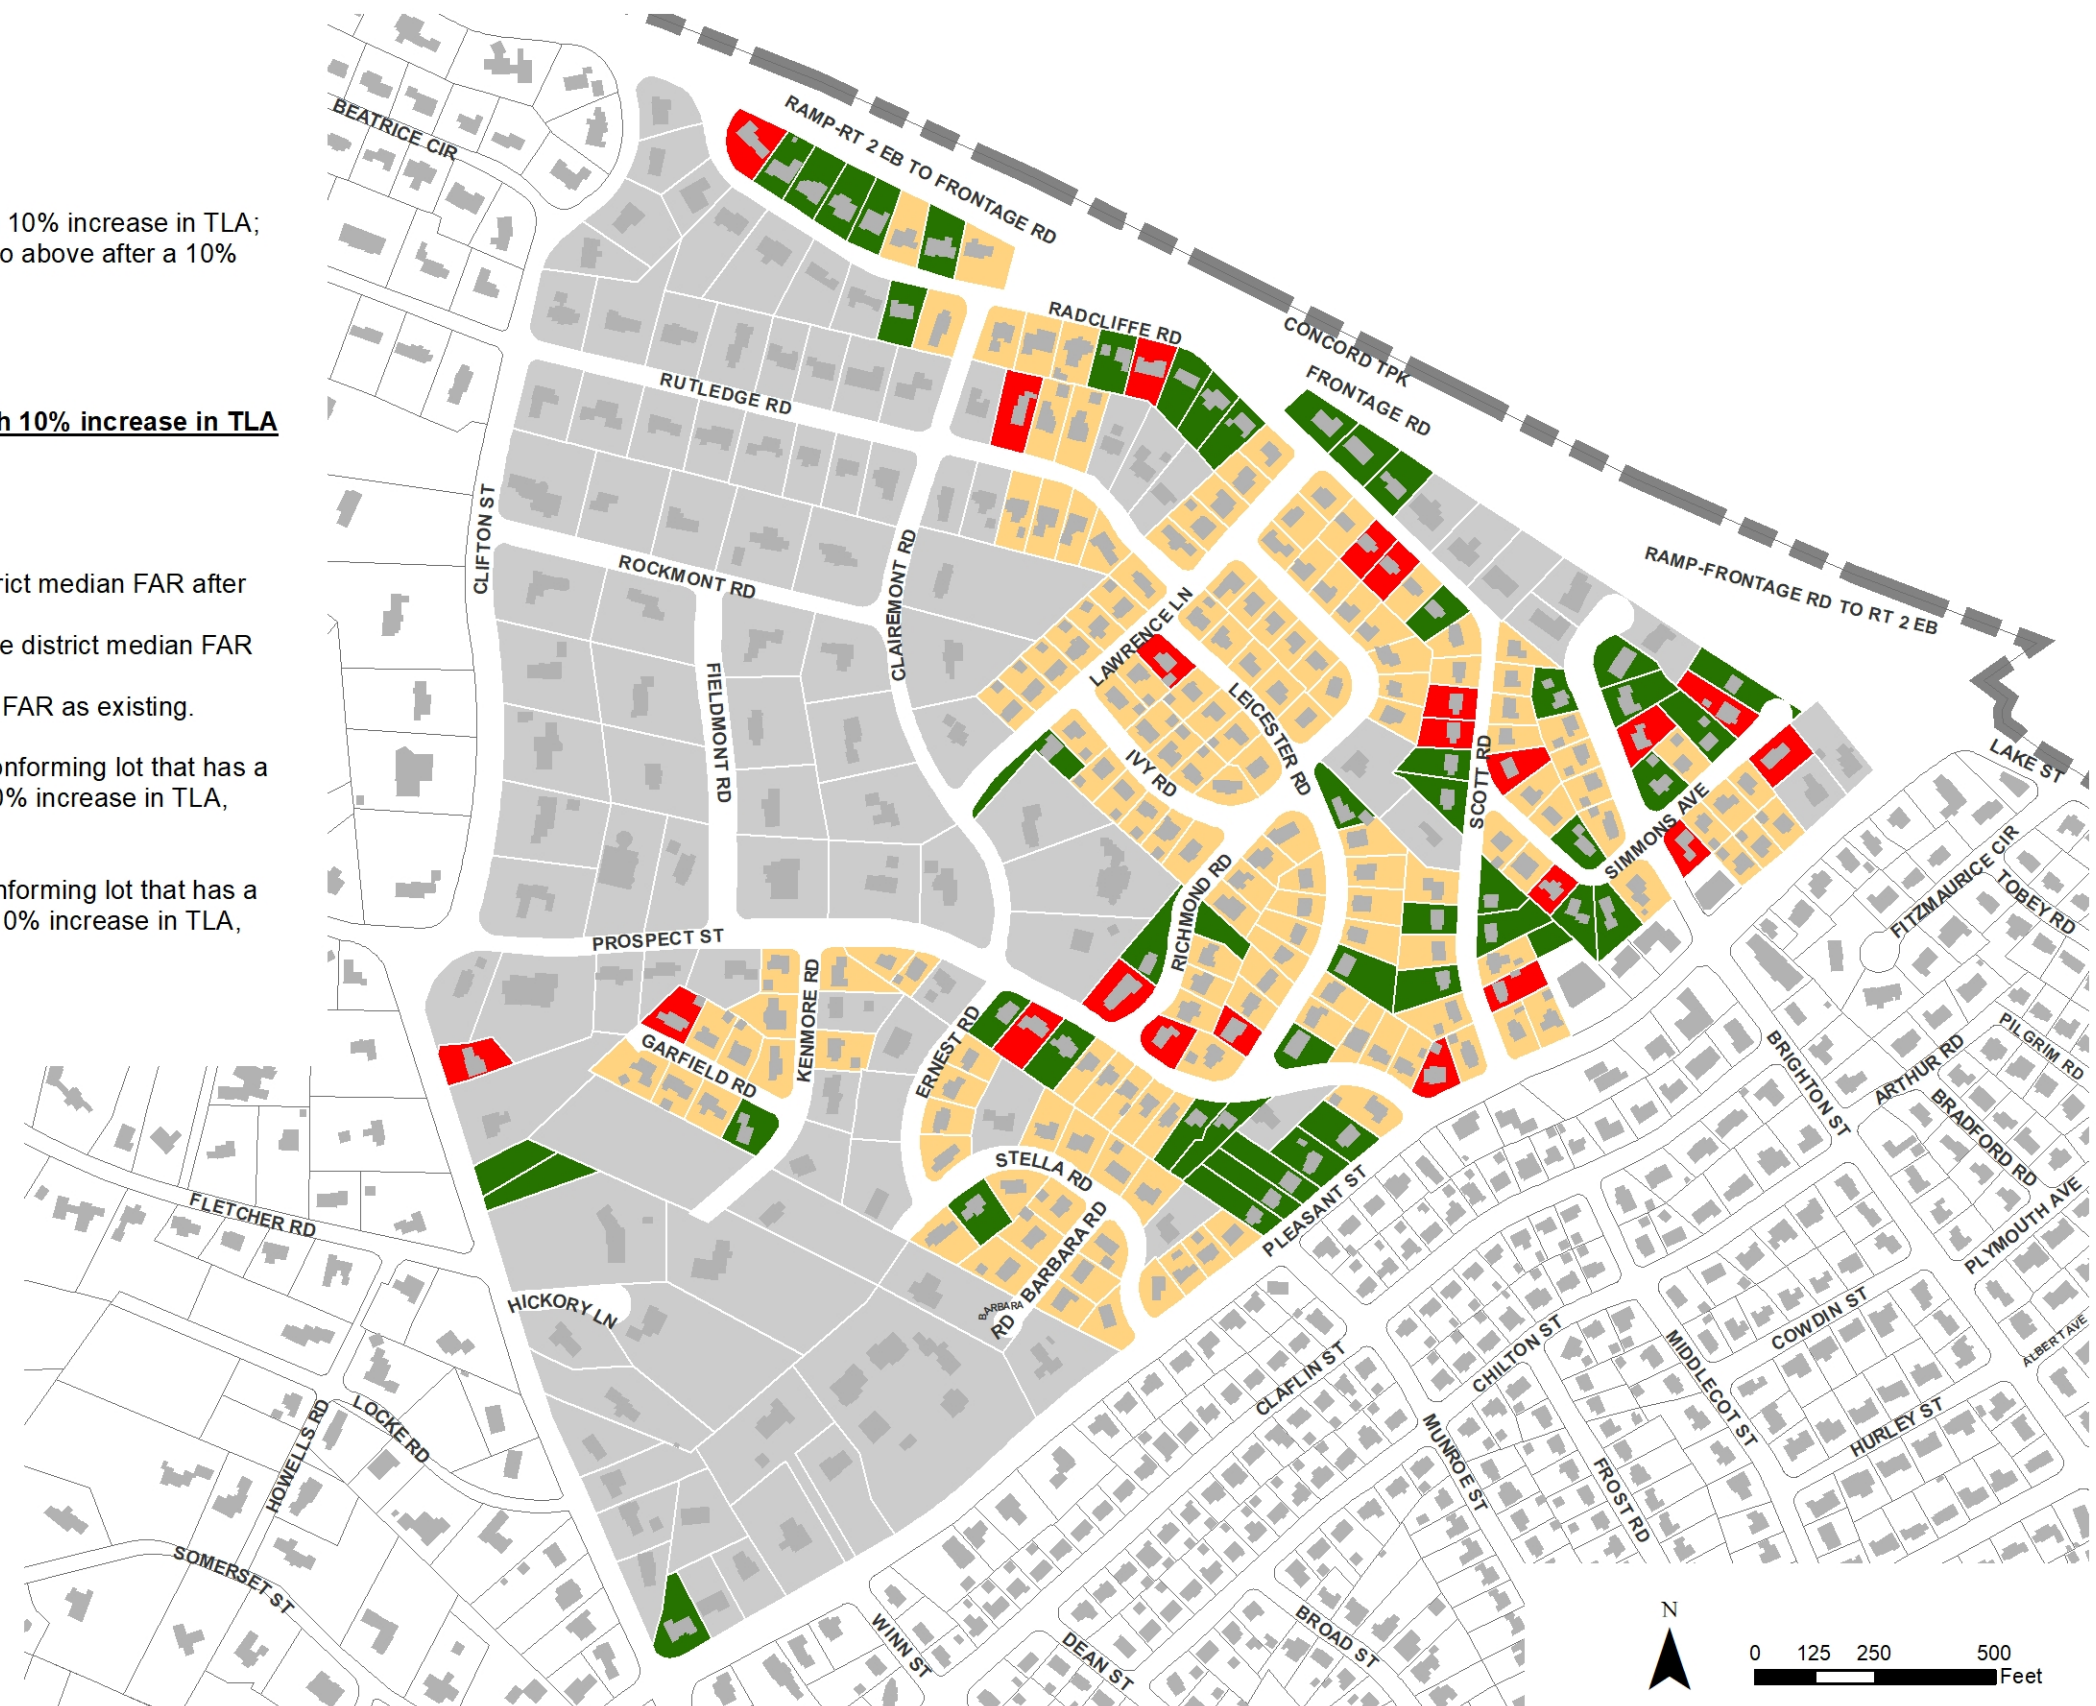 10% increase in TLA;
o above after a 10%
h 10% increase in TLA
rict median FAR after
e district median FAR
FAR as existing.
onforming lot that has a
0% increase in TLA,
nforming lot that has a
10% increase in TLA,
BEATRICE CIR
RAMP-RT 2 EB TO FRONTAGE RD
RADCLIFFE RD
CONCORD TPK
FRONTAGE RD
RUTLEDGE RD
CLIFTON ST
ROCKMONT RD
CLAIREMONT RD
RAMP-FRONTAGE RD TO RT 2 EB
LAWRENCE LN
LEICESTER RD
FIELDMONT RD
IVY RD
SCOTT RD
LAKE ST
SIMMONS AVE
FITZMAURICE CIR
TOBEY RD
RICHMOND RD
PROSPECT ST
KENMORE RD
ERNEST RD
GARFIELD RD
BRIGHTON ST
ARTHUR RD
PILGRIM RD
BRADFORD RD
STELLA RD
FLETCHER RD
BARBARA RD
PLEASANT ST
PLYMOUTH AVE
HICKORY LN
BARBARA
RD
CLAFLIN ST
CHILTON ST
MIDDLECOT ST
COWDIN ST
ALBERT AVE
HOWELLS RD
LOCKE RD
MUNROE ST
HURLEY ST
FROST RD
SOMERSET ST
WINN ST
DEAN ST
BROAD ST
N
0 125 250 500
Feet